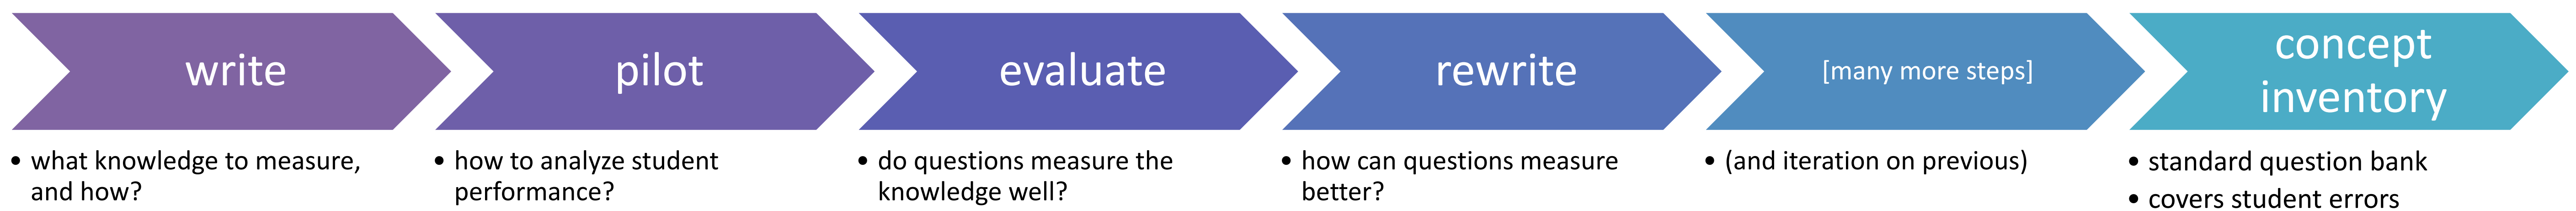 write
• what knowledge to measure,
and how?
pilot
• how to analyze student
performance?
evaluate
• do questions measure the
knowledge well?
rewrite
• how can questions measure
better?
[many more steps]
• (and iteration on previous)
concept
inventory
• standard question bank
• covers student errors